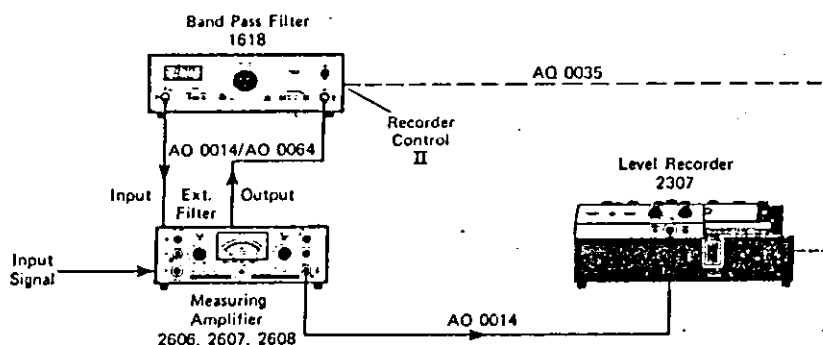 Band Pass Filter
1618
AQ 0035
Recorder
Control
II
AO 0014/AO 0064
Level Recorder
2307
Input
Ext.
Filter
Output
Input
Signal
Measuring
Amplifier
2606, 2607, 2608
AO 0014